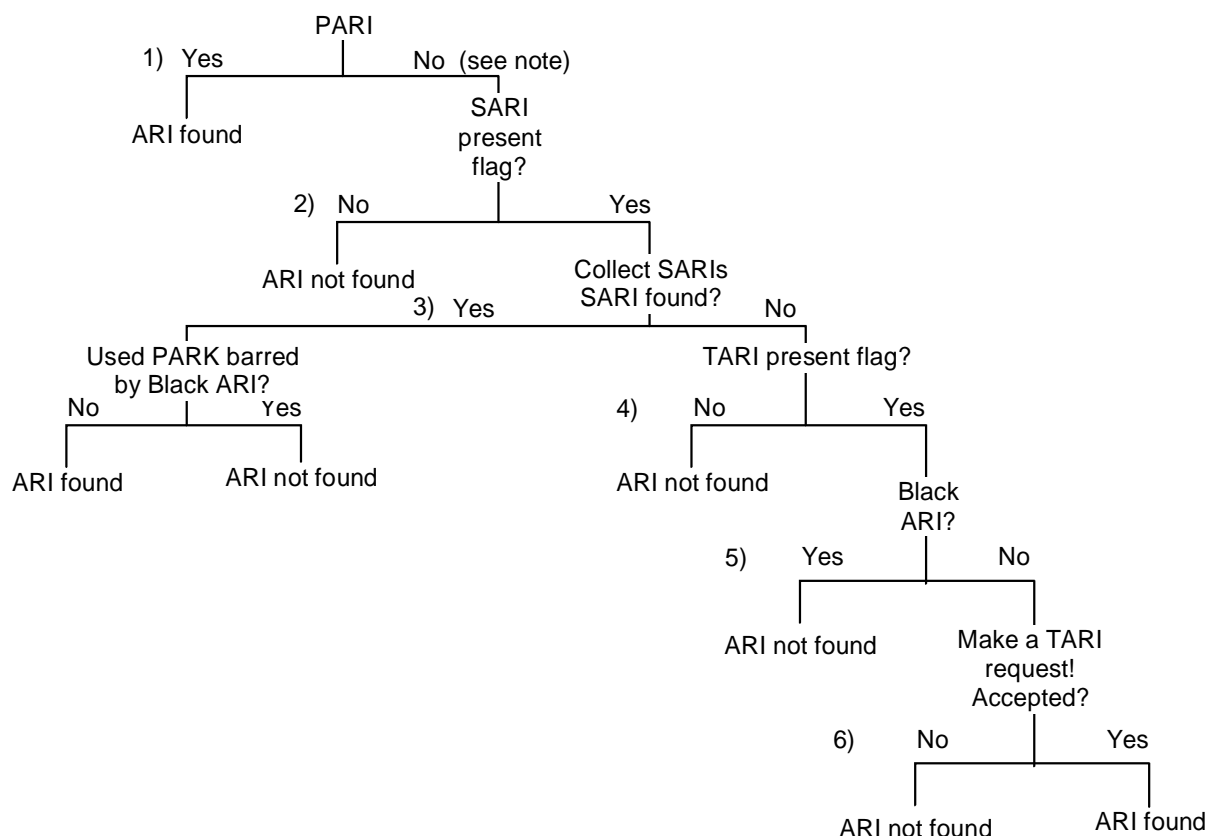 PARI
1) Yes No (see note)
ARI found
SARI
present
flag?
2) No Yes
ARI not found
Collect SARIs
SARI found?
3) Yes No
Used PARK barred
by Black ARI?
TARI present flag?
No Yes
4) No Yes
ARI found
ARI not found
ARI not found
Black
ARI?
5) Yes No
ARI not found
Make a TARI
request!
Accepted?
6) No Yes
ARI not found
ARI found